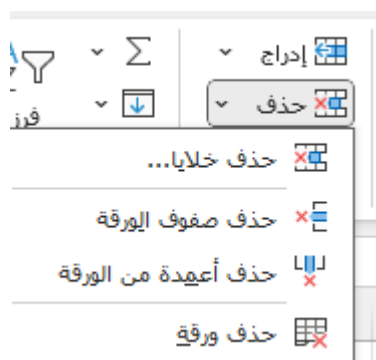 إدراج
حذف
فرز
حذف خلايا...
حذف صفوف الورقة
حذف أعمدة من الورقة
حذف ورقة